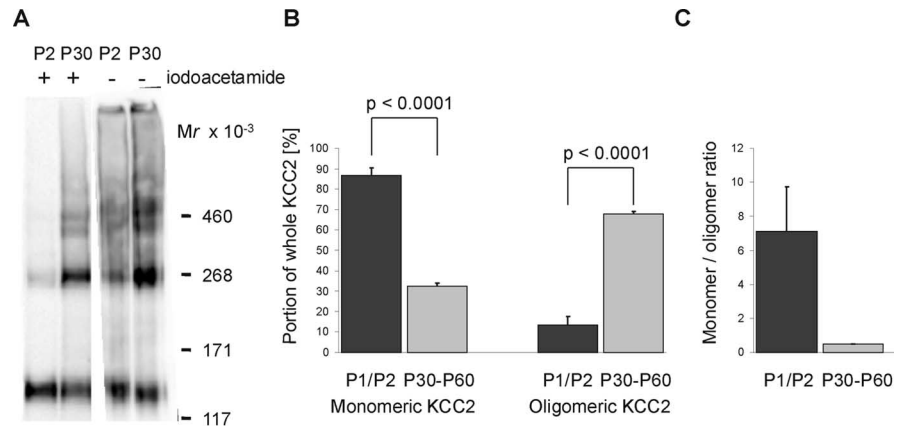 A
P2 P30 P2 P30
+ + - - iodoacetamide
Mr x 10-3
460
268
171
117
B
p < 0.0001
p < 0.0001
Portion of whole KCC2 [%]
100
90
80
70
60
50
40
30
20
10
0
P1/P2 P30-P60 P1/P2 P30-P60
Monomeric KCC2 Oligomeric KCC2
C
Monomer / oligomer ratio
12
10
8
6
4
2
0
P1/P2 P30-P60